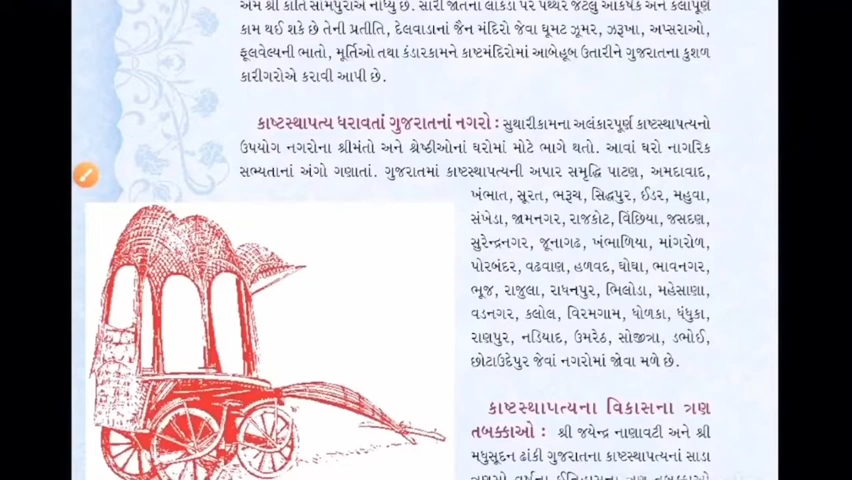 એમ શ્રી કાંતિ સોમપુરાએ નોંધ્યું છે. સારી જાતના લાકડા પર પથ્થર જેટલું આકર્ષક અને કલાપૂર્ણ
કામ થઈ શકે છે તેની પ્રતીતિ, દેલવાડાનાં જૈન મંદિરો જેવા ઘૂમટ ઝૂમર, ઝરૂખા, અપ્સરાઓ,
ફૂલવેલ્યની ભાતો, મૂર્તિઓ તથા કંડારકામને કાષ્ટમંદિરોમાં આબેહૂબ ઉતારીને ગુજરાતના કુશળ
કારીગરોએ કરાવી આપી છે.
કાષ્ટસ્થાપત્ય ધરાવતાં ગુજરાતનાં નગરો : સુથારીકામના અલંકારપૂર્ણ કાષ્ટસ્થાપત્યનો
ઉપયોગ નગરોના શ્રીમંતો અને શ્રેષ્ઠીઓનાં ઘરોમાં મોટે ભાગે થતો. આવાં ઘરો નાગરિક
સભ્યતાનાં અંગો ગણાતાં. ગુજરાતમાં કાષ્ટસ્થાપત્યની અપાર સમૃદ્ધિ પાટણ, અમદાવાદ,
ખંભાત, સૂરત, ભરૂચ, સિદ્ધપુર, ઈડર, મહુવા,
સંખેડા, જામનગર, રાજકોટ, વિંછિયા, જસદણ,
સુરેન્દ્રનગર, જૂનાગઢ, ખંભાળિયા, માંગરોળ,
પોરબંદર, વઢવાણ, હળવદ, ઘોઘા, ભાવનગર,
ભૂજ, રાજુલા, રાધનપુર, ભિલોડા, મહેસાણા,
વડનગર, કલોલ, વિરમગામ, ધોળકા, ધંધુકા,
રાણપુર, નડિયાદ, ઉમરેઠ, સોજીત્રા, ડભોઈ,
છોટાઉદેપુર જેવાં નગરોમાં જોવા મળે છે.
કાષ્ટસ્થાપત્યના વિકાસના ત્રણ
તબક્કાઓ : શ્રી જયેન્દ્ર નાણાવટી અને શ્રી
મધુસૂદન ઢાંકી ગુજરાતના કાષ્ટસ્થાપત્યનાં સાડા